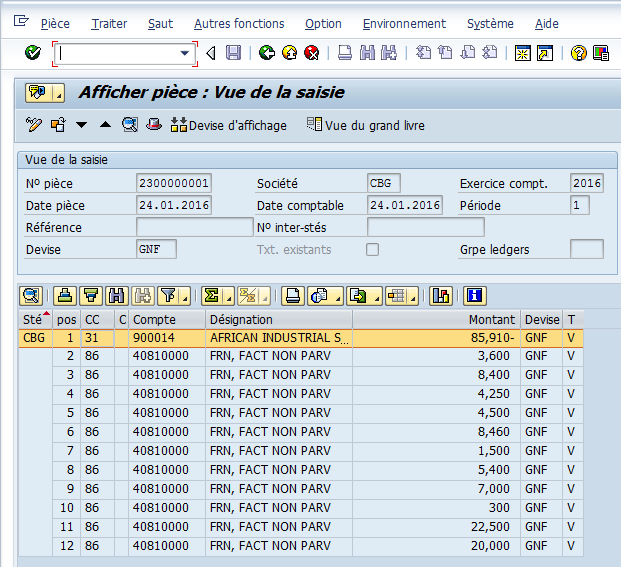 Pièce Traiter Saut Autres fonctions Option Environnement Système Aide
Afficher pièce : Vue de la saisie
Devise d'affichage Vue du grand livre
Vue de la saisie
Nº pièce 2300000001 Société CBG Exercice compt. 2016
Date pièce 24.01.2016 Date comptable 24.01.2016 Période 1
Référence Nº inter-stés
Devise GNF Txt. existants Grpe ledgers
Sté pos CC C Compte Désignation Montant Devise T
CBG 1 31 900014 AFRICAN INDUSTRIAL S... 85,910- GNF V
2 86 40810000 FRN, FACT NON PARV 3,600 GNF V
3 86 40810000 FRN, FACT NON PARV 8,400 GNF V
4 86 40810000 FRN, FACT NON PARV 4,250 GNF V
5 86 40810000 FRN, FACT NON PARV 4,500 GNF V
6 86 40810000 FRN, FACT NON PARV 8,460 GNF V
7 86 40810000 FRN, FACT NON PARV 1,500 GNF V
8 86 40810000 FRN, FACT NON PARV 5,400 GNF V
9 86 40810000 FRN, FACT NON PARV 7,000 GNF V
10 86 40810000 FRN, FACT NON PARV 300 GNF V
11 86 40810000 FRN, FACT NON PARV 22,500 GNF V
12 86 40810000 FRN, FACT NON PARV 20,000 GNF V